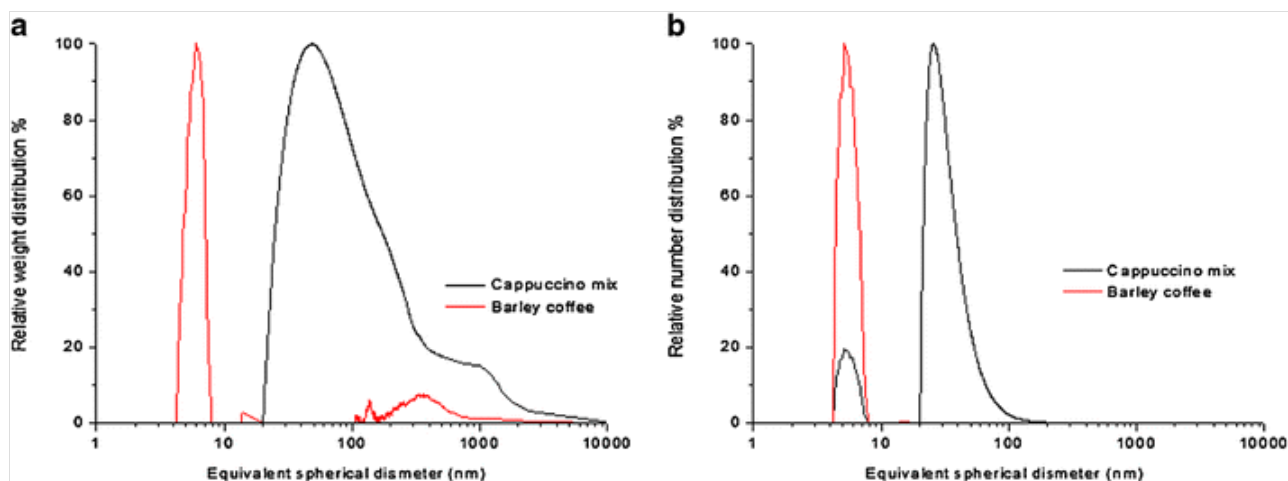 a
Relative weight distribution %
100
80
60
40
20
0
Cappuccino mix
Barley coffee
1
10
100
1000
10000
Equivalent spherical dismeter (nm)
b
Relative number distribution %
100
80
60
40
20
0
Cappuccino mix
Barley coffee
1
10
100
1000
10000
Equivalent spherical dismeter (nm)